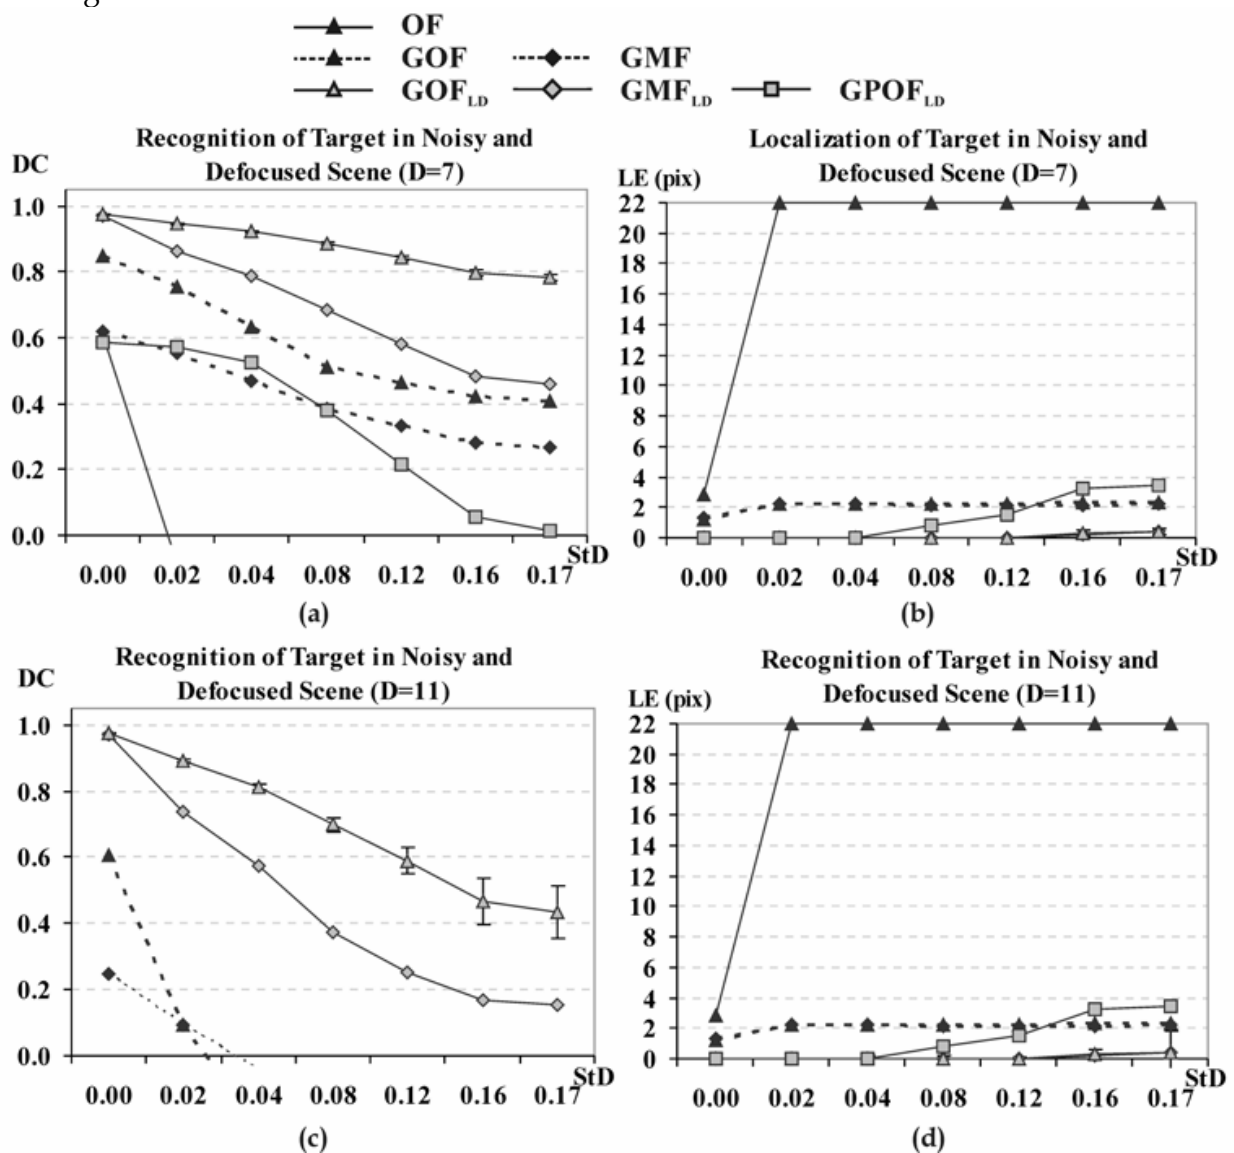 OF
GOF GMF
GOF_LD GMF_LD GPOF_LD
Recognition of Target in Noisy and
Defocused Scene (D=7)
DC
1.0
0.8
0.6
0.4
0.2
0.0
StD
0.00 0.02 0.04 0.08 0.12 0.16 0.17
(a)
Localization of Target in Noisy and
Defocused Scene (D=7)
LE (pix)
22
20
18
16
14
12
10
8
6
4
2
0
StD
0.00 0.02 0.04 0.08 0.12 0.16 0.17
(b)
Recognition of Target in Noisy and
Defocused Scene (D=11)
DC
1.0
0.8
0.6
0.4
0.2
0.0
StD
0.00 0.02 0.04 0.08 0.12 0.16 0.17
(c)
Recognition of Target in Noisy and
Defocused Scene (D=11)
LE (pix)
22
20
18
16
14
12
10
8
6
4
2
0
StD
0.00 0.02 0.04 0.08 0.12 0.16 0.17
(d)